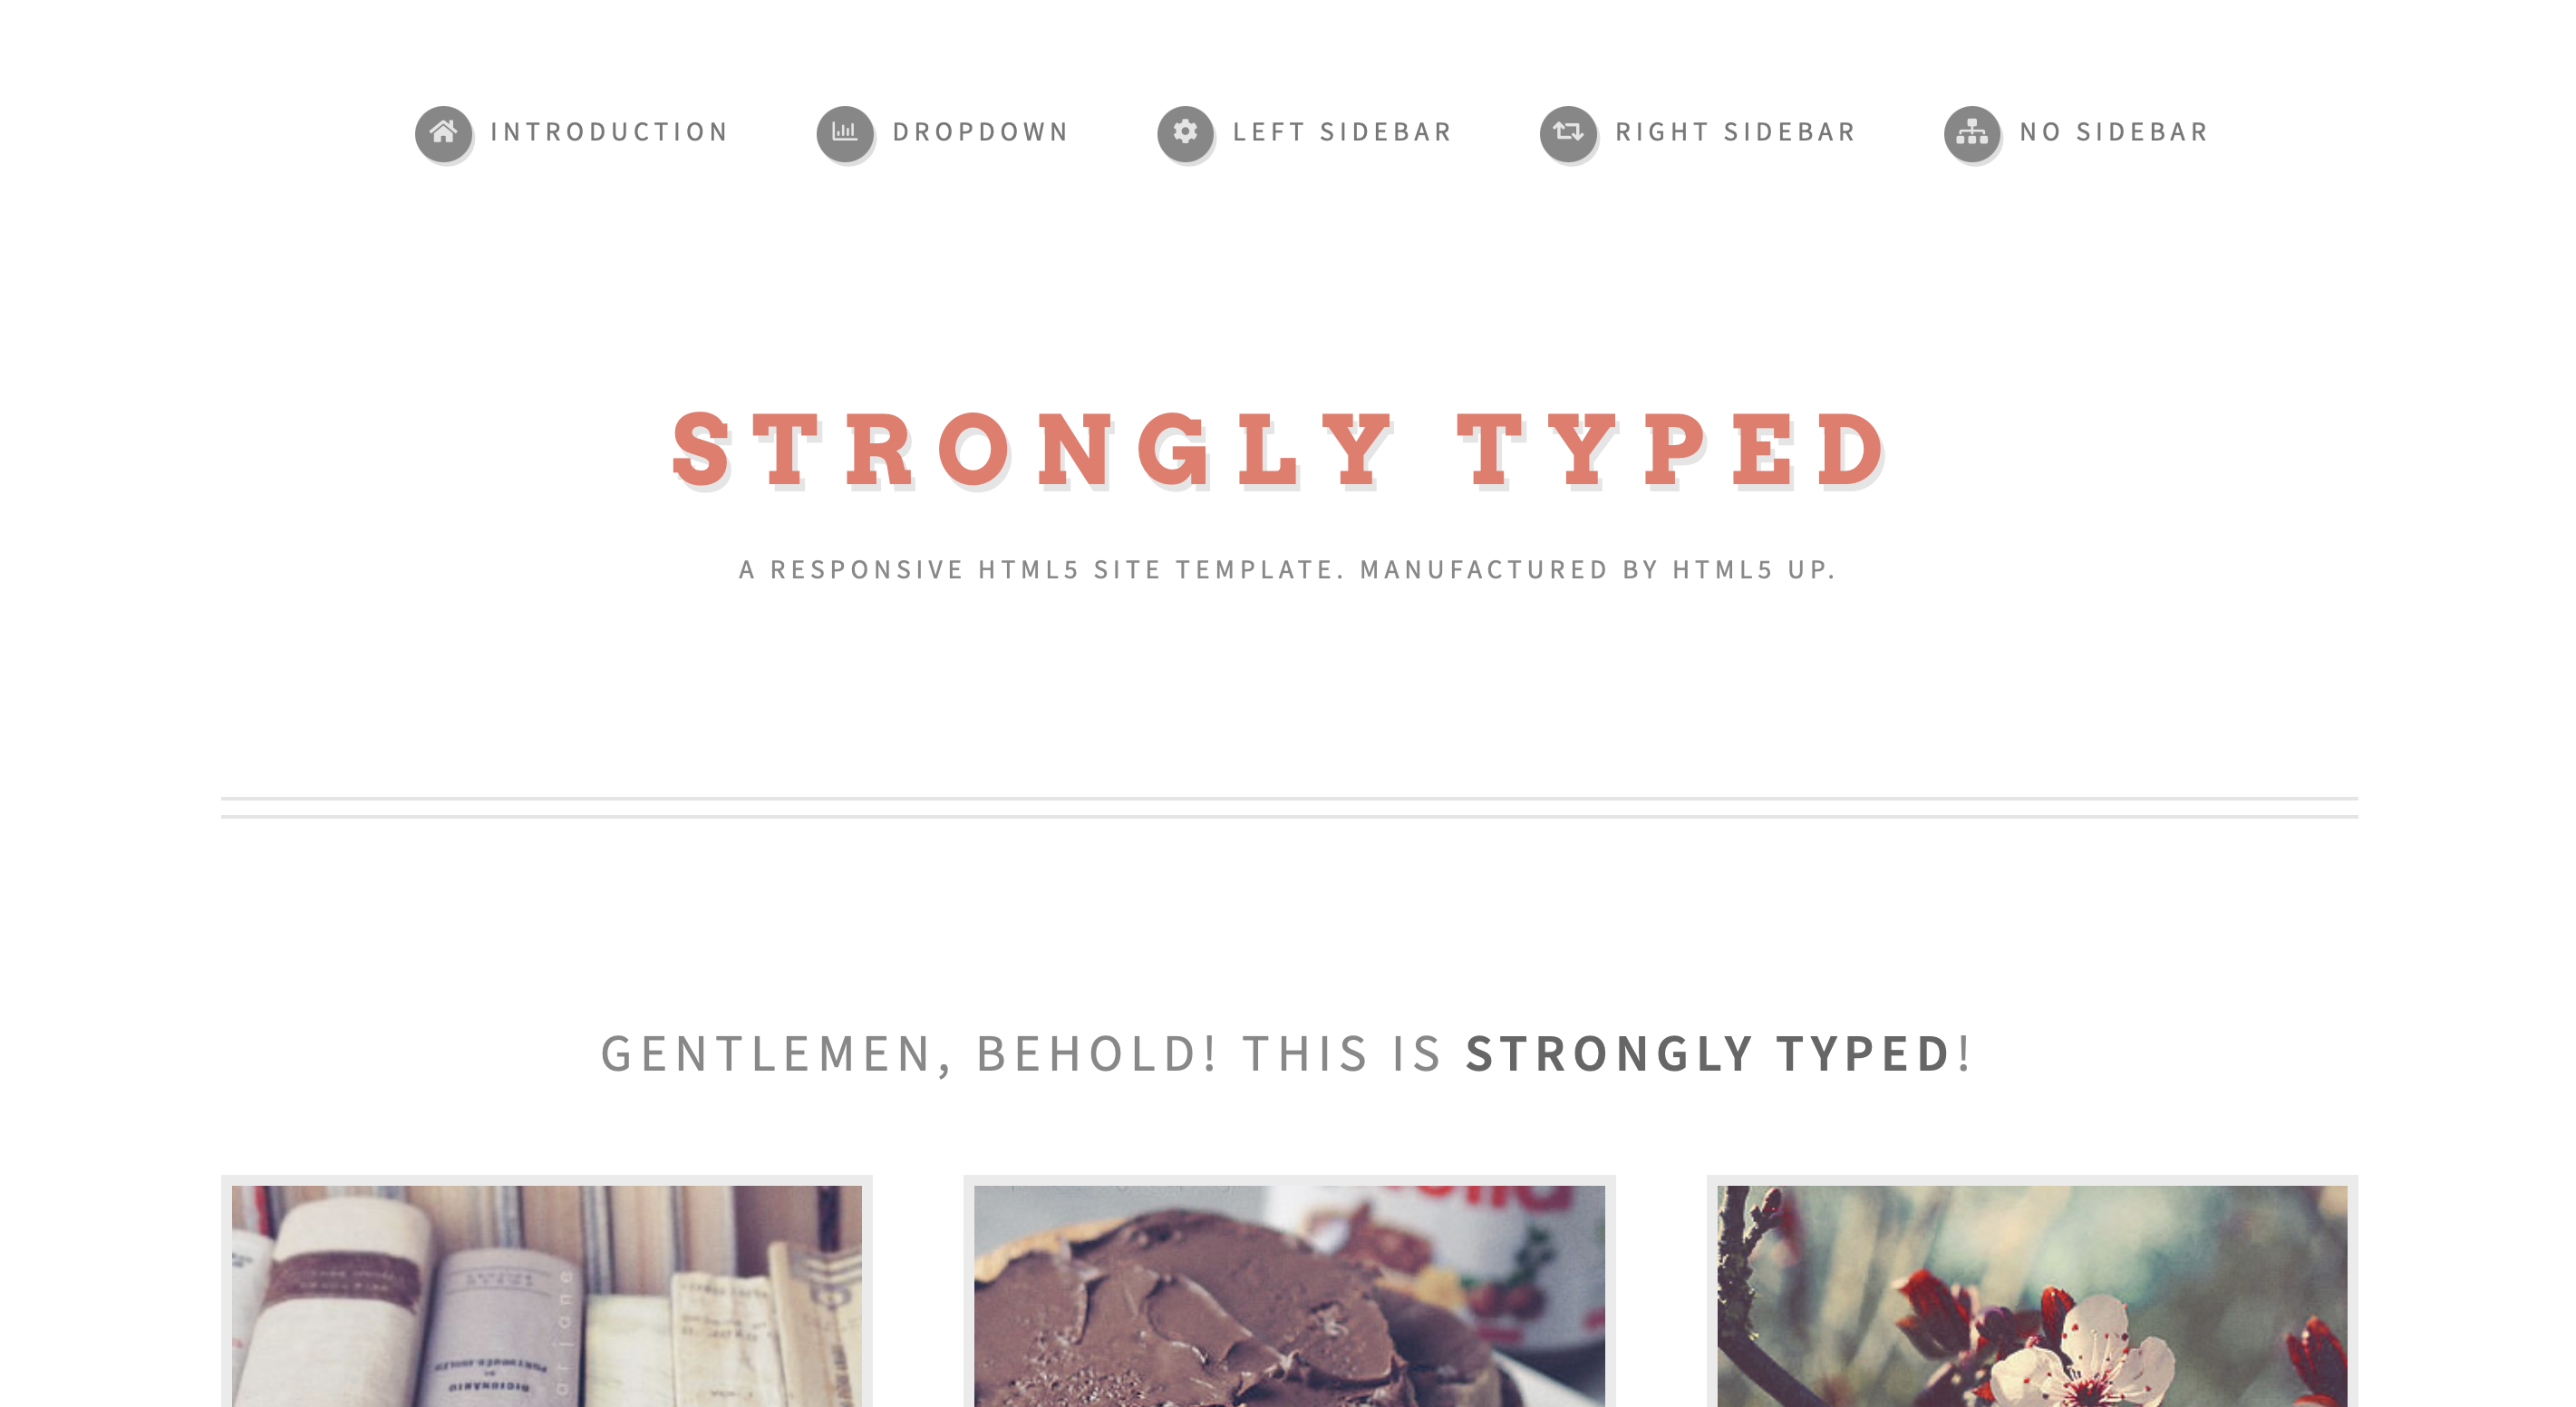 INTRODUCTION
DROPDOWN
LEFT SIDEBAR
RIGHT SIDEBAR
NO SIDEBAR
STRONGLY TYPED
A RESPONSIVE HTML5 SITE TEMPLATE. MANUFACTURED BY HTML5 UP.
GENTLEMEN, BEHOLD! THIS IS STRONGLY TYPED!